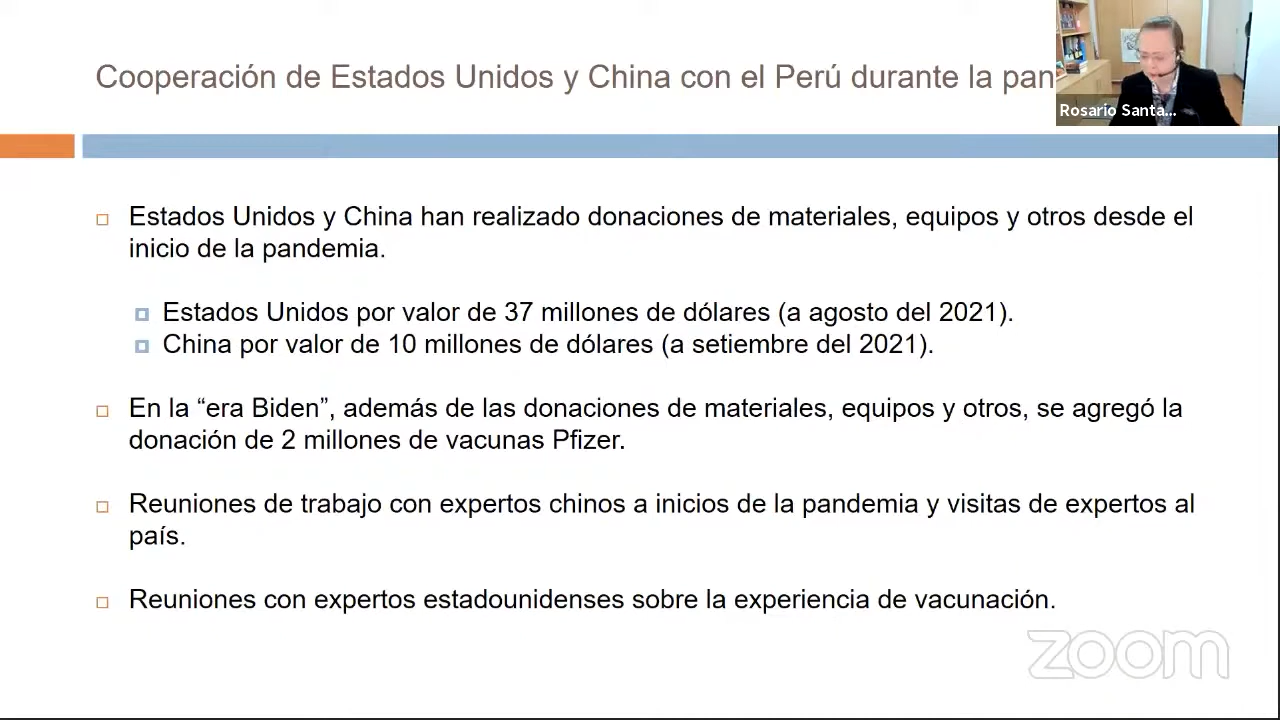 Cooperación de Estados Unidos y China con el Perú durante la pan
Rosario Santa...
Estados Unidos y China han realizado donaciones de materiales, equipos y otros desde el
inicio de la pandemia.
Estados Unidos por valor de 37 millones de dólares (a agosto del 2021).
China por valor de 10 millones de dólares (a setiembre del 2021).
En la “era Biden”, además de las donaciones de materiales, equipos y otros, se agregó la
donación de 2 millones de vacunas Pfizer.
Reuniones de trabajo con expertos chinos a inicios de la pandemia y visitas de expertos al
país.
Reuniones con expertos estadounidenses sobre la experiencia de vacunación.
zoom